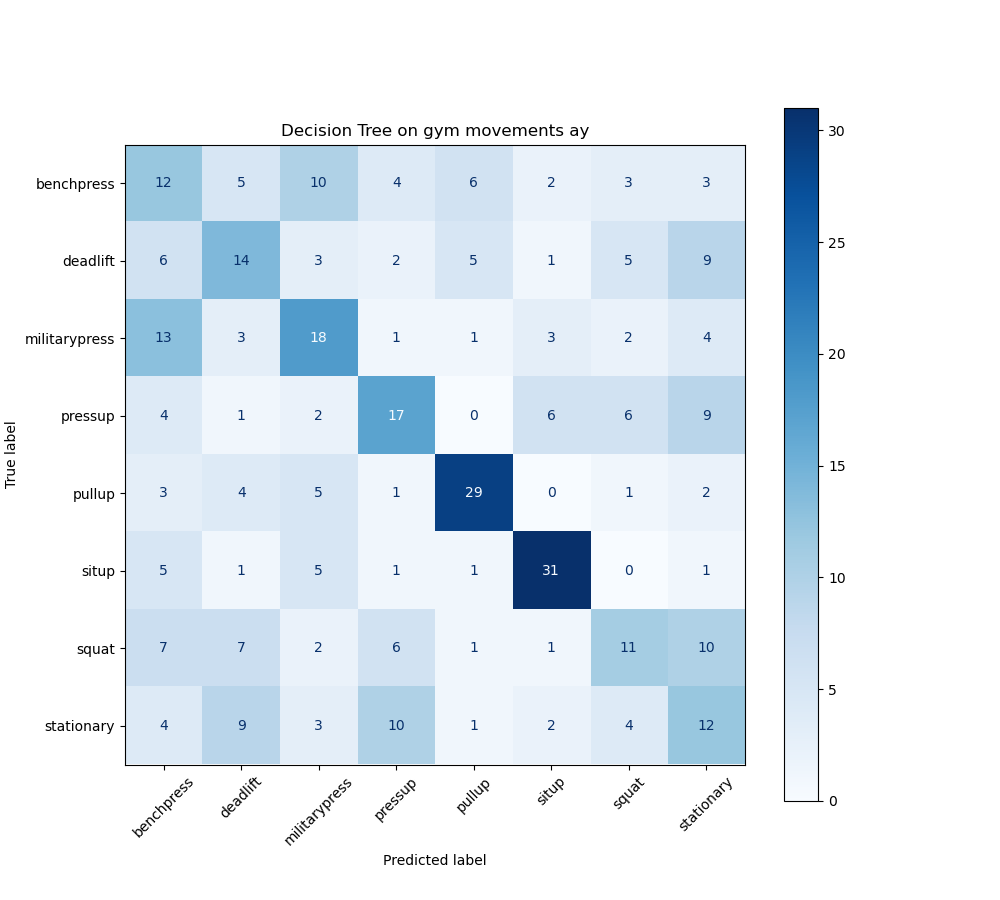 Decision Tree on gym movements ay
True label
benchpress 12 5 10 4 6 2 3 3
deadlift 6 14 3 2 5 1 5 9
militarypress 13 3 18 1 1 3 2 4
pressup 4 1 2 17 0 6 6 9
pullup 3 4 5 1 29 0 1 2
situp 5 1 5 1 1 31 0 1
squat 7 7 2 6 1 1 11 10
stationary 4 9 3 10 1 2 4 12
benchpress deadlift militarypress pressup pullup situp squat stationary
Predicted label
30
25
20
15
10
5
0